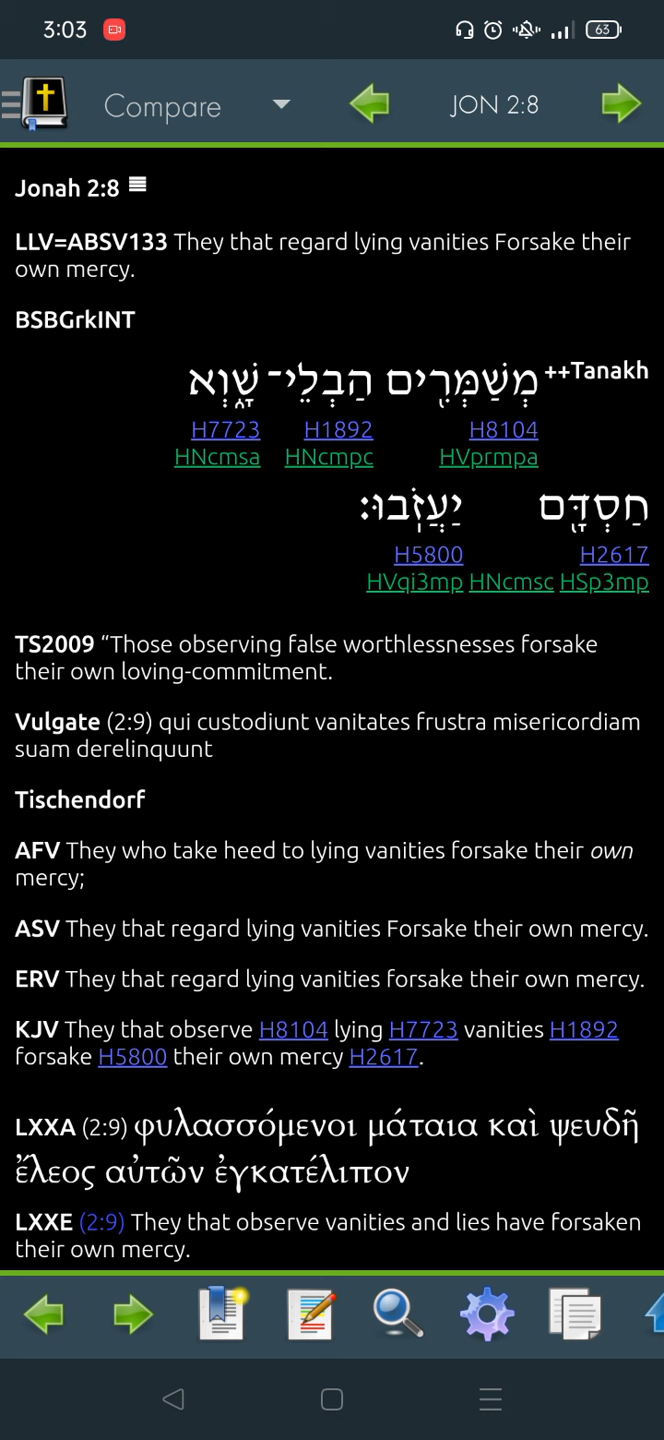 3:03
63
Compare
JON 2:8
Jonah 2:8
LLV=ABSV133 They that regard lying vanities Forsake their
own mercy.
BSBGrkINT
++Tanakh מְשַׁמְּרִ֖ים הַבְלֵי־ שָׁ֑וְא
H8104 H1892 H7723
HVprmpa HNcmpc HNcmsa
חַסְדָּ֖ם יַעֲזֹֽבוּ׃
H2617 H5800
HNcmsc HSp3mp HVqi3mp
TS2009 “Those observing false worthlessnesses forsake
their own loving-commitment.
Vulgate (2:9) qui custodiunt vanitates frustra misericordiam
suam derelinquunt
Tischendorf
AFV They who take heed to lying vanities forsake their own
mercy;
ASV They that regard lying vanities Forsake their own mercy.
ERV They that regard lying vanities forsake their own mercy.
KJV They that observe H8104 lying H7723 vanities H1892
forsake H5800 their own mercy H2617.
LXXA (2:9) φυλασσόμενοι μάταια καὶ ψευδῆ
ἔλεος αὐτῶν ἐγκατέλιπον
LXXE (2:9) They that observe vanities and lies have forsaken
their own mercy.